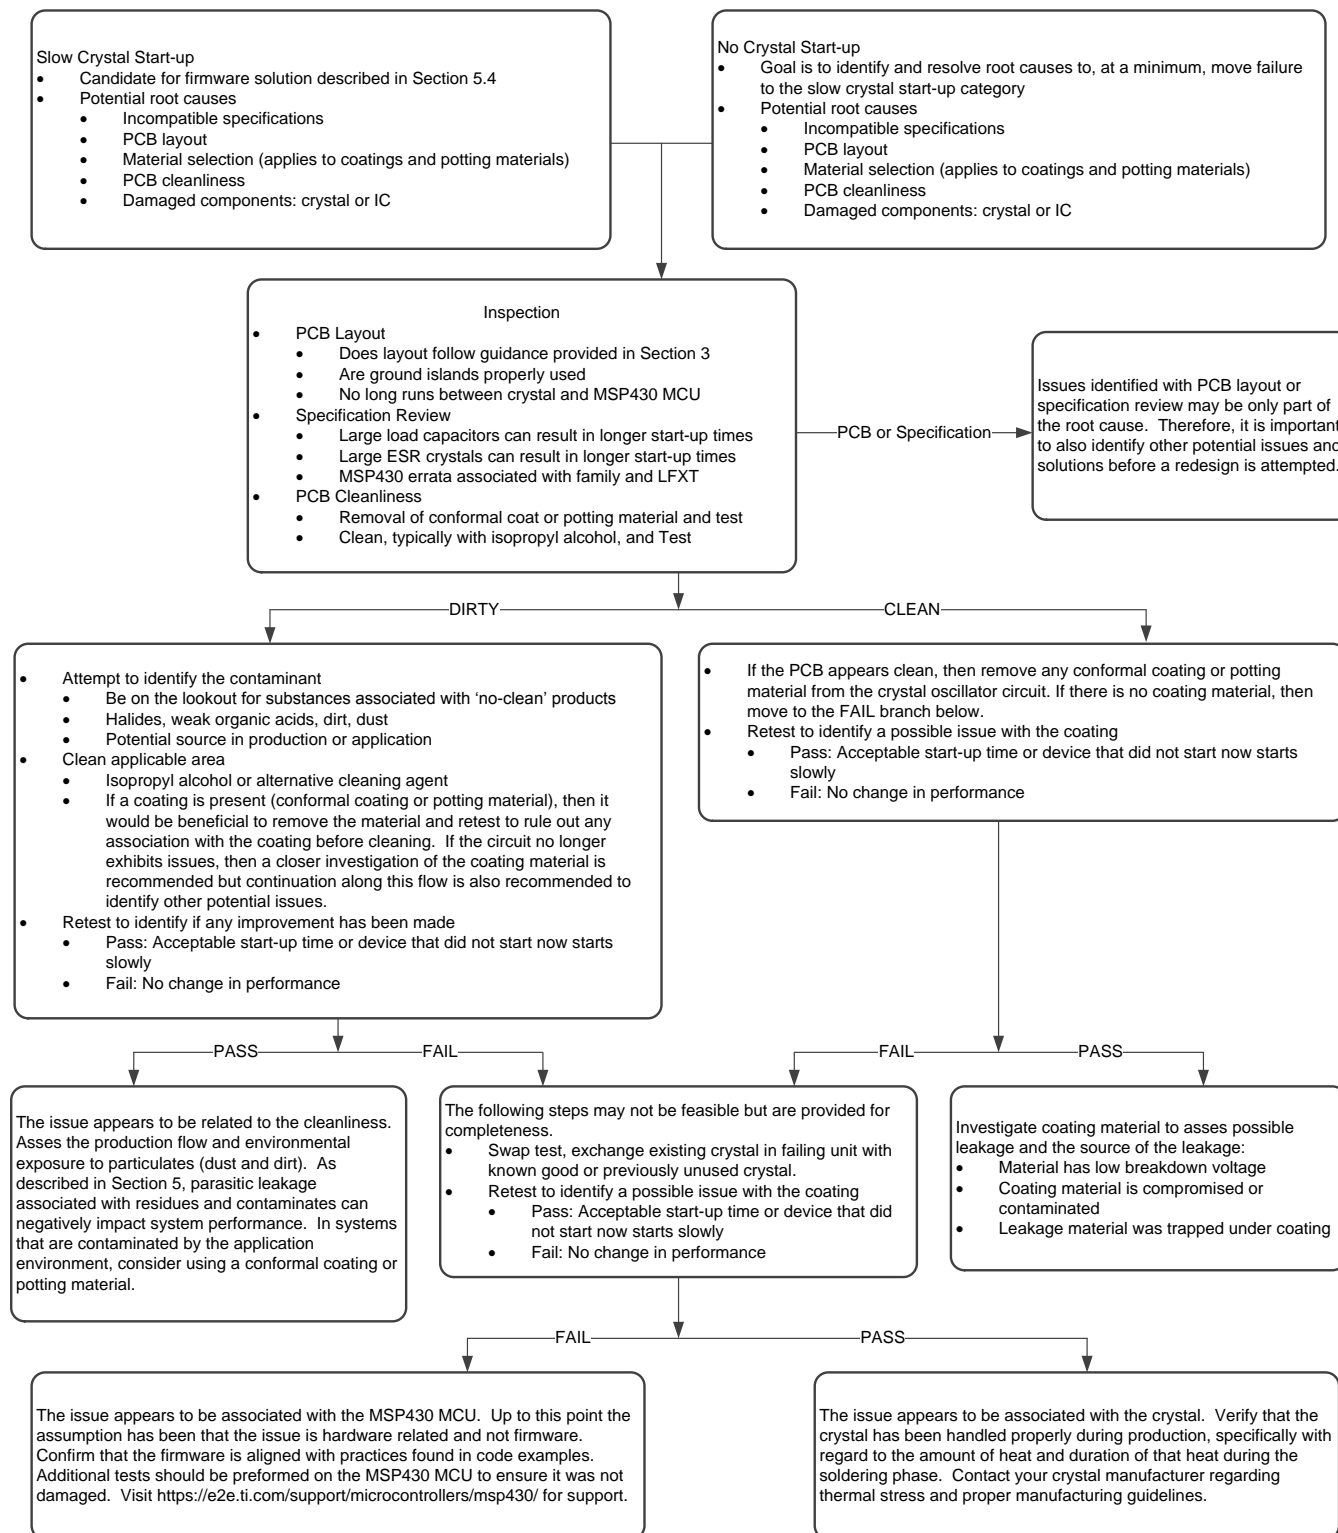 Slow Crystal Start-up
• Candidate for firmware solution described in Section 5.4
• Potential root causes
• Incompatible specifications
• PCB layout
• Material selection (applies to coatings and potting materials)
• PCB cleanliness
• Damaged components: crystal or IC
No Crystal Start-up
• Goal is to identify and resolve root causes to, at a minimum, move failure
to the slow crystal start-up category
• Potential root causes
• Incompatible specifications
• PCB layout
• Material selection (applies to coatings and potting materials)
• PCB cleanliness
• Damaged components: crystal or IC
Inspection
• PCB Layout
• Does layout follow guidance provided in Section 3
• Are ground islands properly used
• No long runs between crystal and MSP430 MCU
• Specification Review
• Large load capacitors can result in longer start-up times
• Large ESR crystals can result in longer start-up times
• MSP430 errata associated with family and LFXT
• PCB Cleanliness
• Removal of conformal coat or potting material and test
• Clean, typically with isopropyl alcohol, and Test
PCB or Specification
Issues identified with PCB layout or
specification review may be only part of
the root cause. Therefore, it is important
to also identify other potential issues and
solutions before a redesign is attempted.
DIRTY
CLEAN
• Attempt to identify the contaminant
• Be on the lookout for substances associated with ‘no-clean’ products
• Halides, weak organic acids, dirt, dust
• Potential source in production or application
• Clean applicable area
• Isopropyl alcohol or alternative cleaning agent
• If a coating is present (conformal coating or potting material), then it
would be beneficial to remove the material and retest to rule out any
association with the coating before cleaning. If the circuit no longer
exhibits issues, then a closer investigation of the coating material is
recommended but continuation along this flow is also recommended to
identify other potential issues.
• Retest to identify if any improvement has been made
• Pass: Acceptable start-up time or device that did not start now starts
slowly
• Fail: No change in performance
• If the PCB appears clean, then remove any conformal coating or potting
material from the crystal oscillator circuit. If there is no coating material, then
move to the FAIL branch below.
• Retest to identify a possible issue with the coating
• Pass: Acceptable start-up time or device that did not start now starts
slowly
• Fail: No change in performance
PASS
FAIL
FAIL
PASS
The issue appears to be related to the cleanliness.
Asses the production flow and environmental
exposure to particulates (dust and dirt). As
described in Section 5, parasitic leakage
associated with residues and contaminates can
negatively impact system performance. In systems
that are contaminated by the application
environment, consider using a conformal coating or
potting material.
The following steps may not be feasible but are provided for
completeness.
• Swap test, exchange existing crystal in failing unit with
known good or previously unused crystal.
• Retest to identify a possible issue with the coating
• Pass: Acceptable start-up time or device that did
not start now starts slowly
• Fail: No change in performance
Investigate coating material to asses possible
leakage and the source of the leakage:
• Material has low breakdown voltage
• Coating material is compromised or
contaminated
• Leakage material was trapped under coating
FAIL
PASS
The issue appears to be associated with the MSP430 MCU. Up to this point the
assumption has been that the issue is hardware related and not firmware.
Confirm that the firmware is aligned with practices found in code examples.
Additional tests should be preformed on the MSP430 MCU to ensure it was not
damaged. Visit https://e2e.ti.com/support/microcontrollers/msp430/ for support.
The issue appears to be associated with the crystal. Verify that the
crystal has been handled properly during production, specifically with
regard to the amount of heat and duration of that heat during the
soldering phase. Contact your crystal manufacturer regarding
thermal stress and proper manufacturing guidelines.